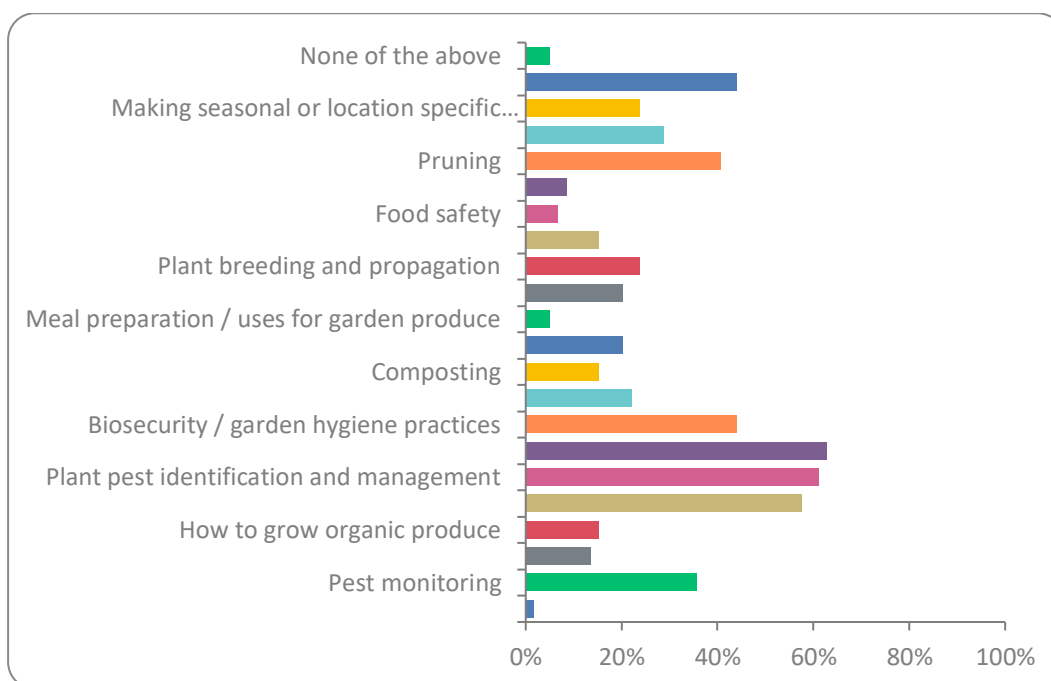 None of the above
Making seasonal or location specific...
Pruning
Food safety
Plant breeding and propagation
Meal preparation / uses for garden produce
Composting
Biosecurity / garden hygiene practices
Plant pest identification and management
How to grow organic produce
Pest monitoring
0% 20% 40% 60% 80% 100%